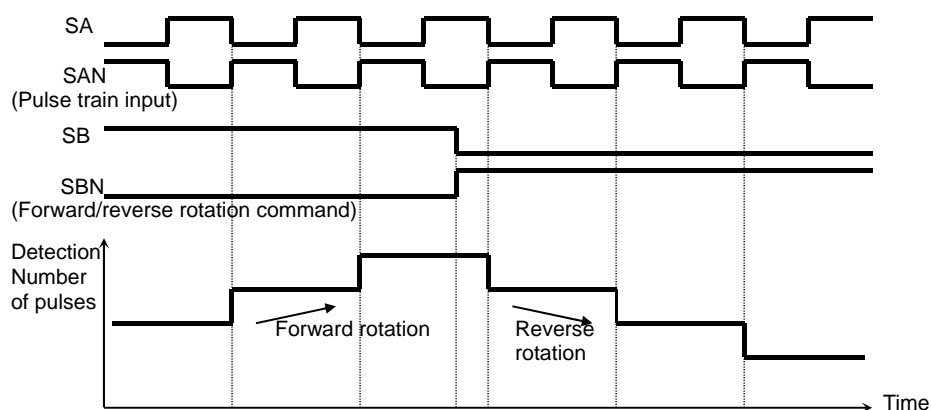 SA
SAN
(Pulse train input)
SB
SBN
(Forward/reverse rotation command)
Detection
Number
of pulses
Forward rotation
Reverse
rotation
Time